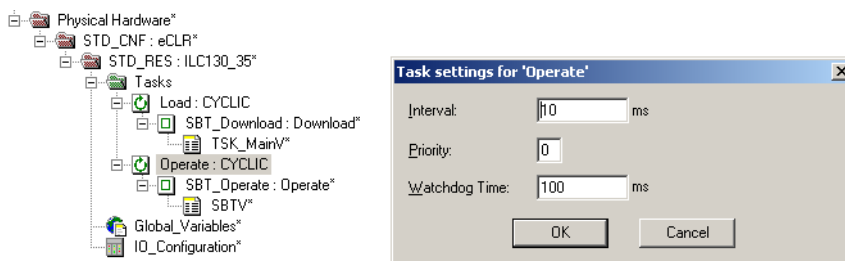 Physical Hardware*
STD_CNF : eCLR*
STD_RES : ILC130_35*
Tasks
Load : CYCLIC
SBT_Download : Download*
TSK_MainV*
Operate : CYCLIC
SBT_Operate : Operate*
SBTV*
Global_Variables*
IO_Configuration*
Task settings for 'Operate'
Interval: 10 ms
Priority: 0
Watchdog Time: 100 ms
OK Cancel